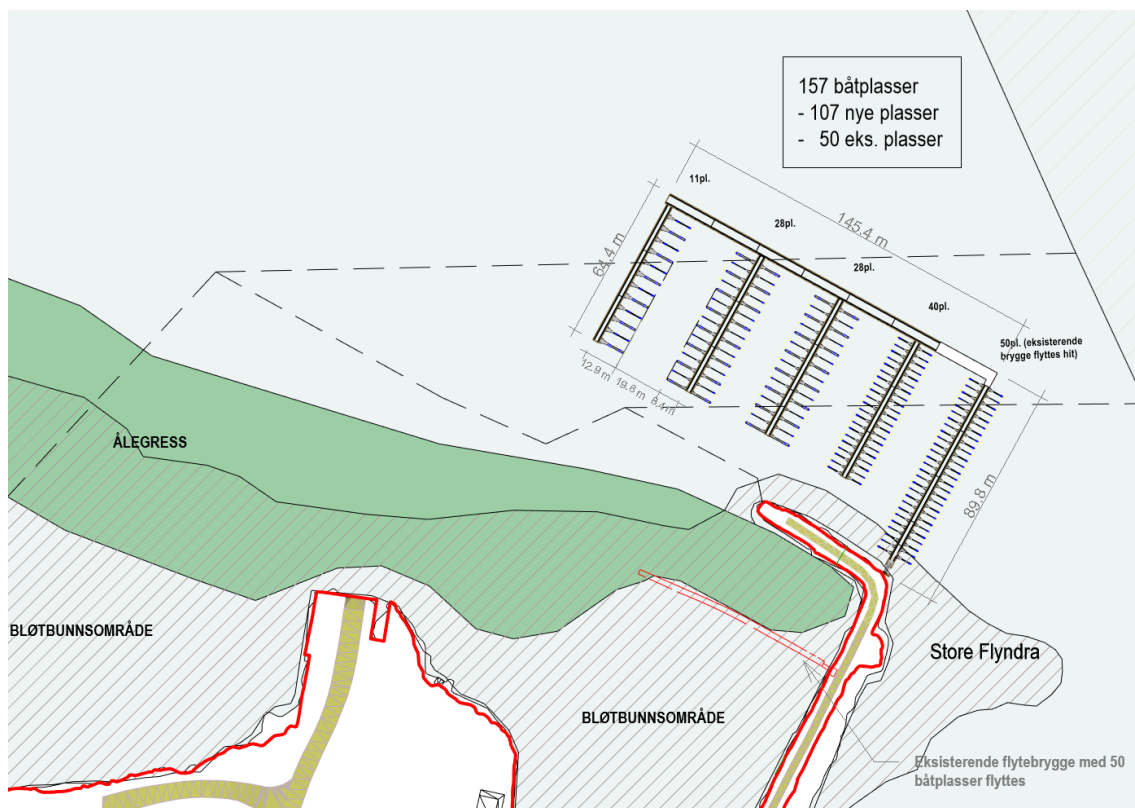 157 båtplasser
- 107 nye plasser
- 50 eks. plasser
11pl.
28pl.
145.4 m
64.4 m
28pl.
40pl.
50pl. (eksisterende
brygge flyttes hit)
12.9 m
19.6 m
8.4 m
ÅLEGRESS
89.8 m
BLØTBUNNSOMRÅDE
Store Flyndra
BLØTBUNNSOMRÅDE
Eksisterende flytebrygge med 50
båtplasser flyttes